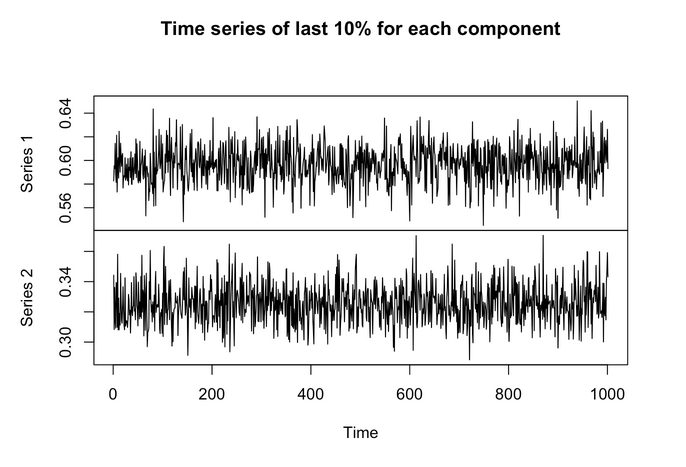 Time series of last 10% for each component
Series 1
0.64
0.60
0.56
Series 2
0.34
0.30
0 200 400 600 800 1000
Time